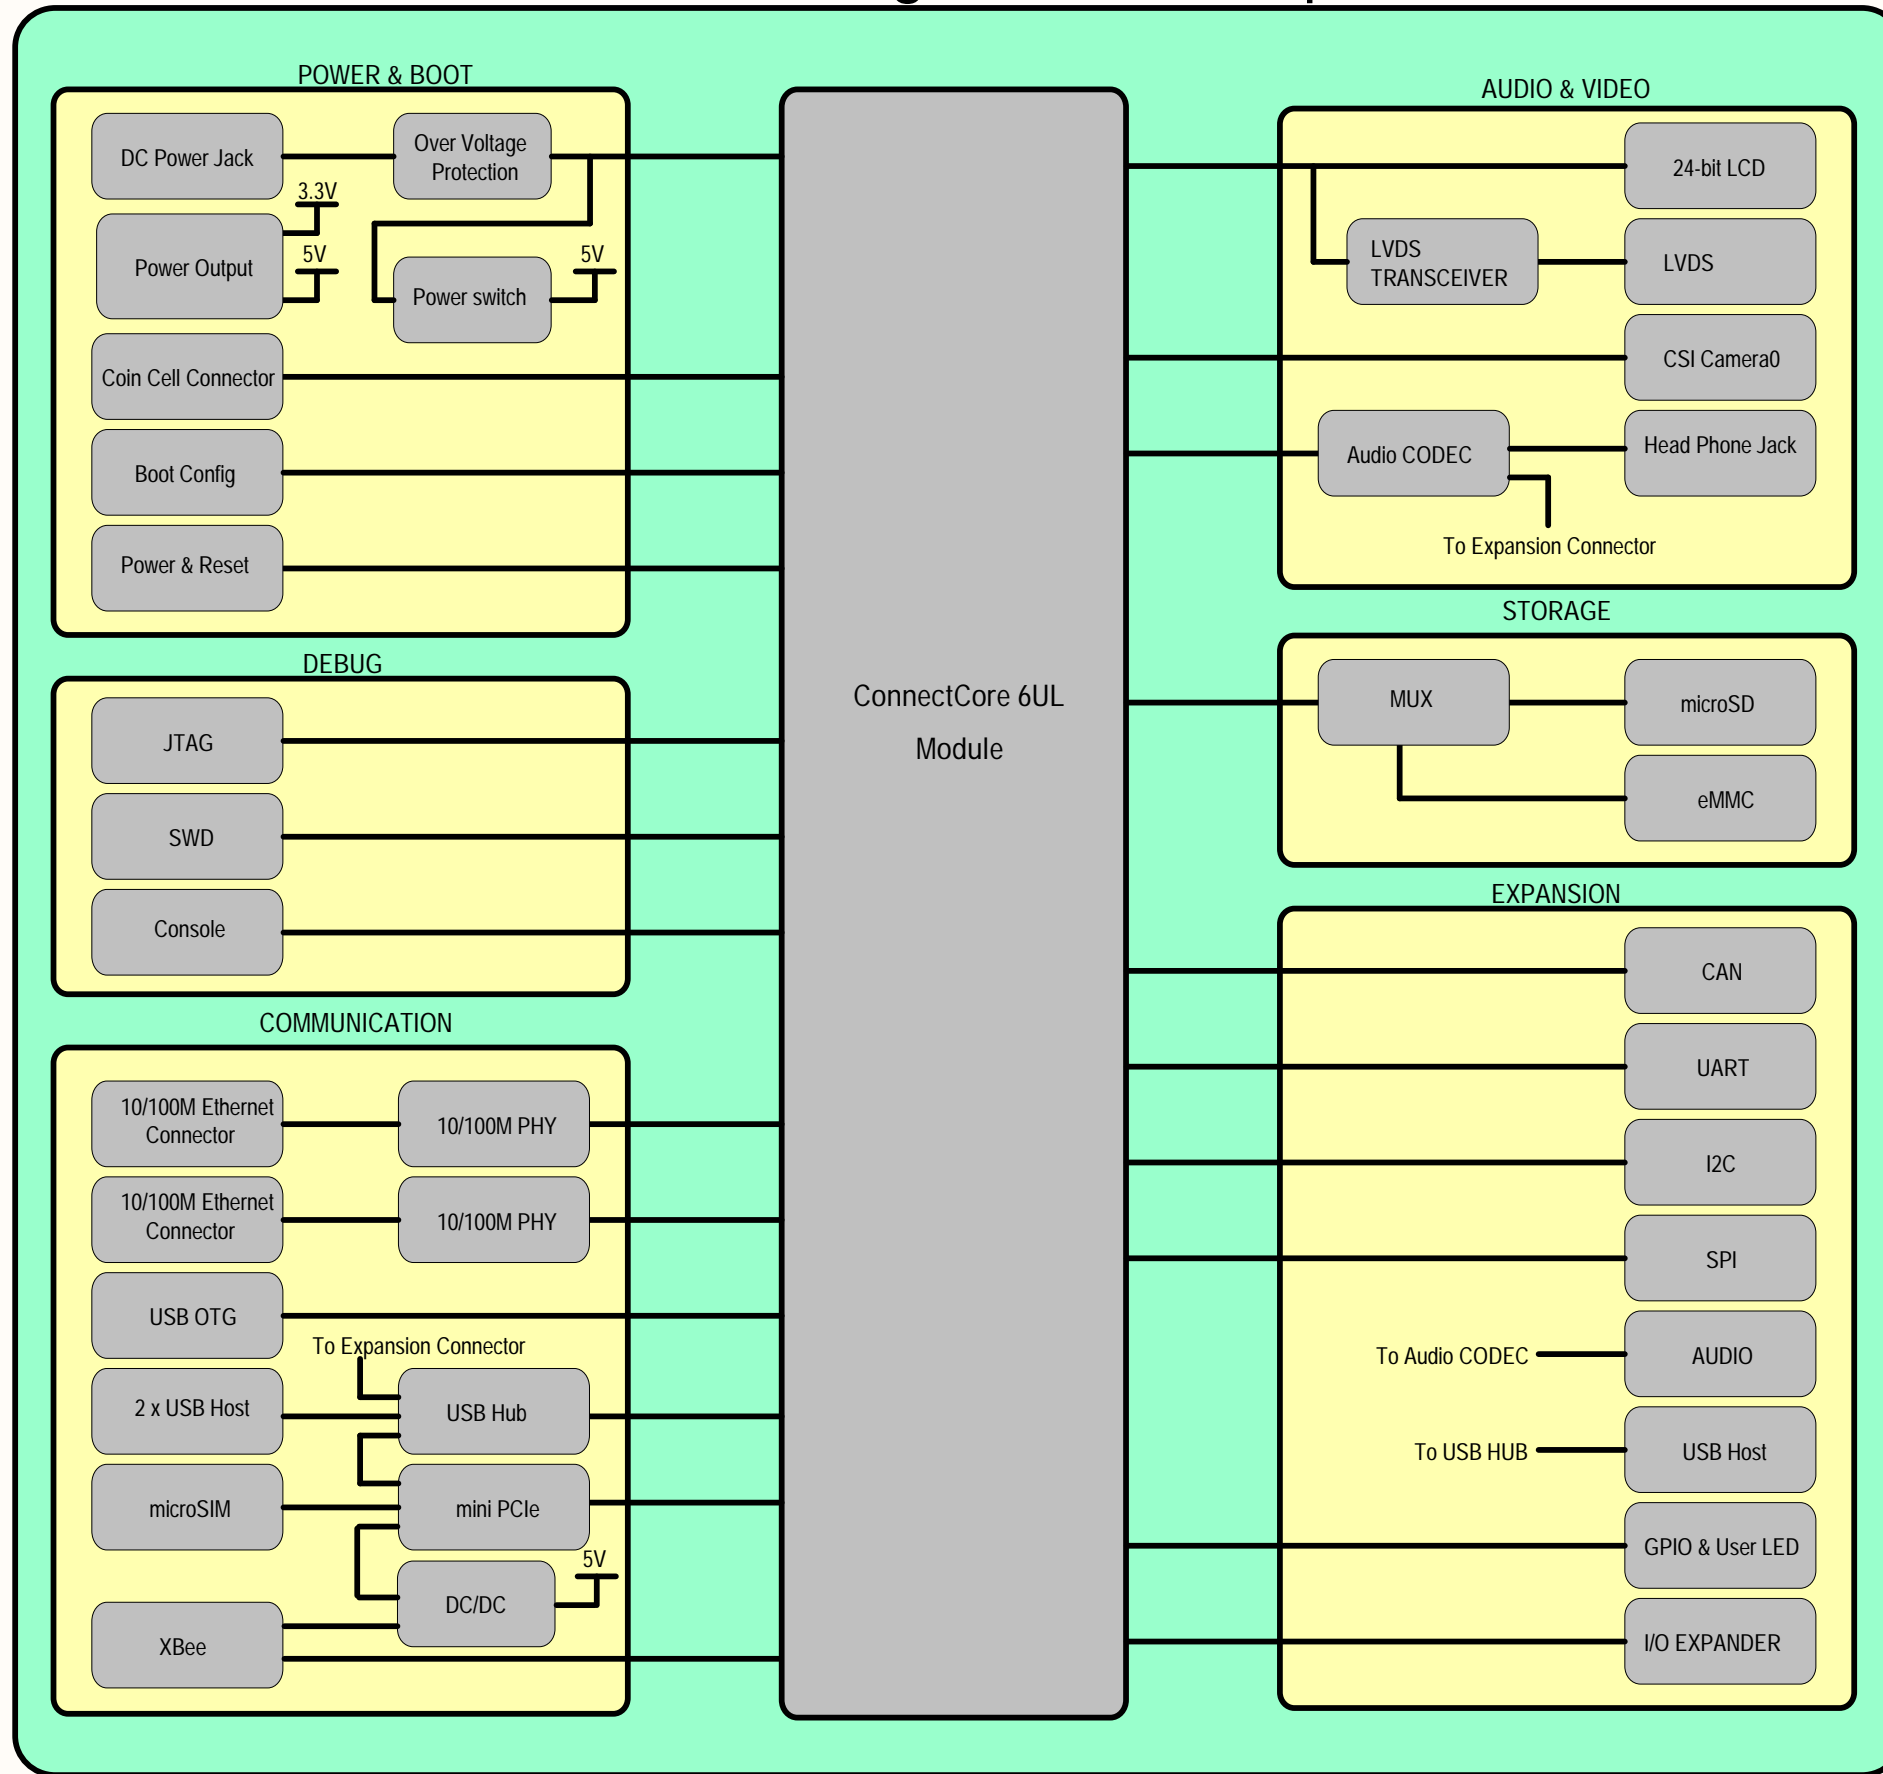 POWER & BOOT
DC Power Jack
Over Voltage
Protection
3.3V
Power Output
5V
5V
Power switch
Coin Cell Connector
Boot Config
Power & Reset
DEBUG
JTAG
SWD
Console
COMMUNICATION
10/100M Ethernet
Connector
10/100M PHY
10/100M Ethernet
Connector
10/100M PHY
USB OTG
To Expansion Connector
2 x USB Host
USB Hub
microSIM
mini PCIe
5V
DC/DC
XBee
ConnectCore 6UL
Module
AUDIO & VIDEO
24-bit LCD
LVDS
TRANSCEIVER
LVDS
CSI Camera0
Audio CODEC
Head Phone Jack
To Expansion Connector
STORAGE
MUX
microSD
eMMC
EXPANSION
CAN
UART
I2C
SPI
To Audio CODEC
AUDIO
To USB HUB
USB Host
GPIO & User LED
I/O EXPANDER